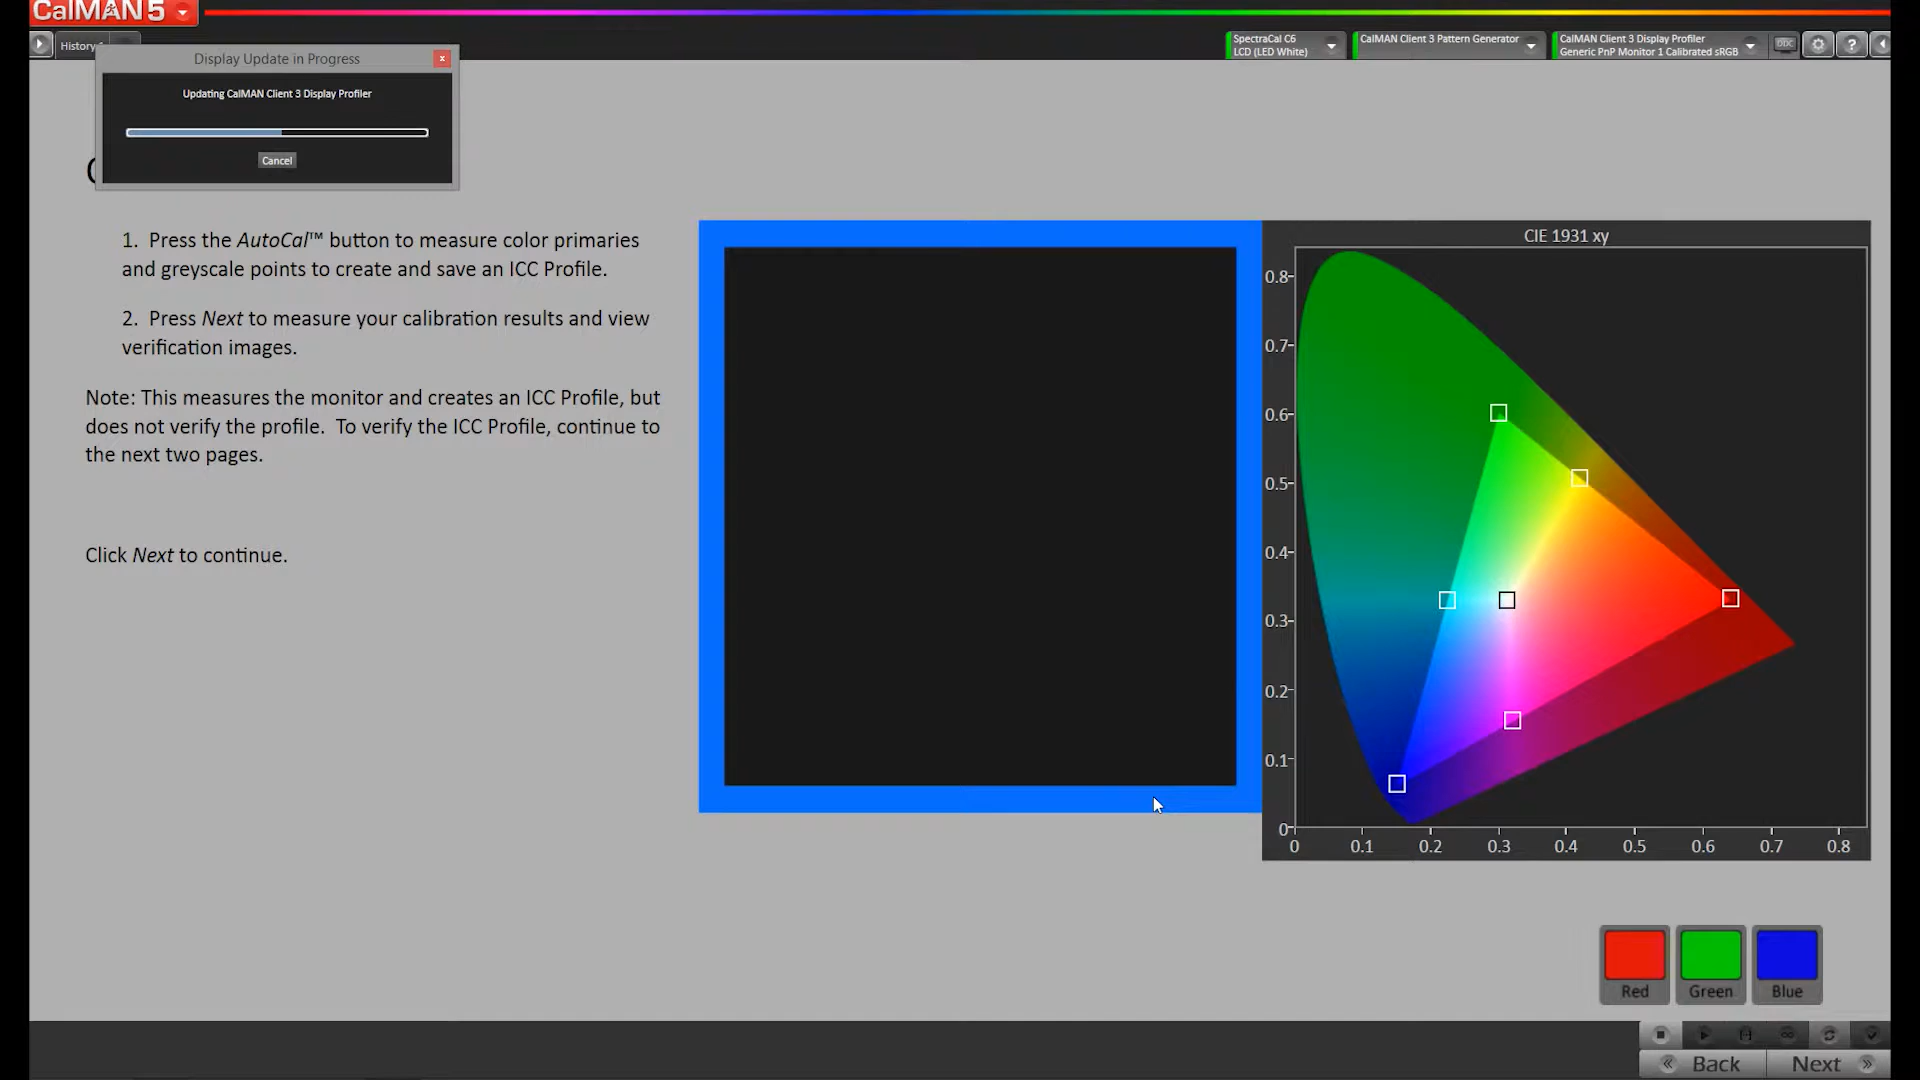 CalMAN 5
History
SpectraCal C6
LCD (LED White)
CalMAN Client 3 Pattern Generator
CalMAN Client 3 Display Profiler
Generic PnP Monitor 1 Calibrated sRGB
DDC
?
Display Update in Progress
x
Updating CalMAN Client 3 Display Profiler
Cancel
1. Press the AutoCal™ button to measure color primaries
and greyscale points to create and save an ICC Profile.
2. Press Next to measure your calibration results and view
verification images.
Note: This measures the monitor and creates an ICC Profile, but
does not verify the profile. To verify the ICC Profile, continue to
the next two pages.
Click Next to continue.
CIE 1931 xy
0.8
0.7
0.6
0.5
0.4
0.3
0.2
0.1
0
0 0.1 0.2 0.3 0.4 0.5 0.6 0.7 0.8
Red Green Blue
Back Next